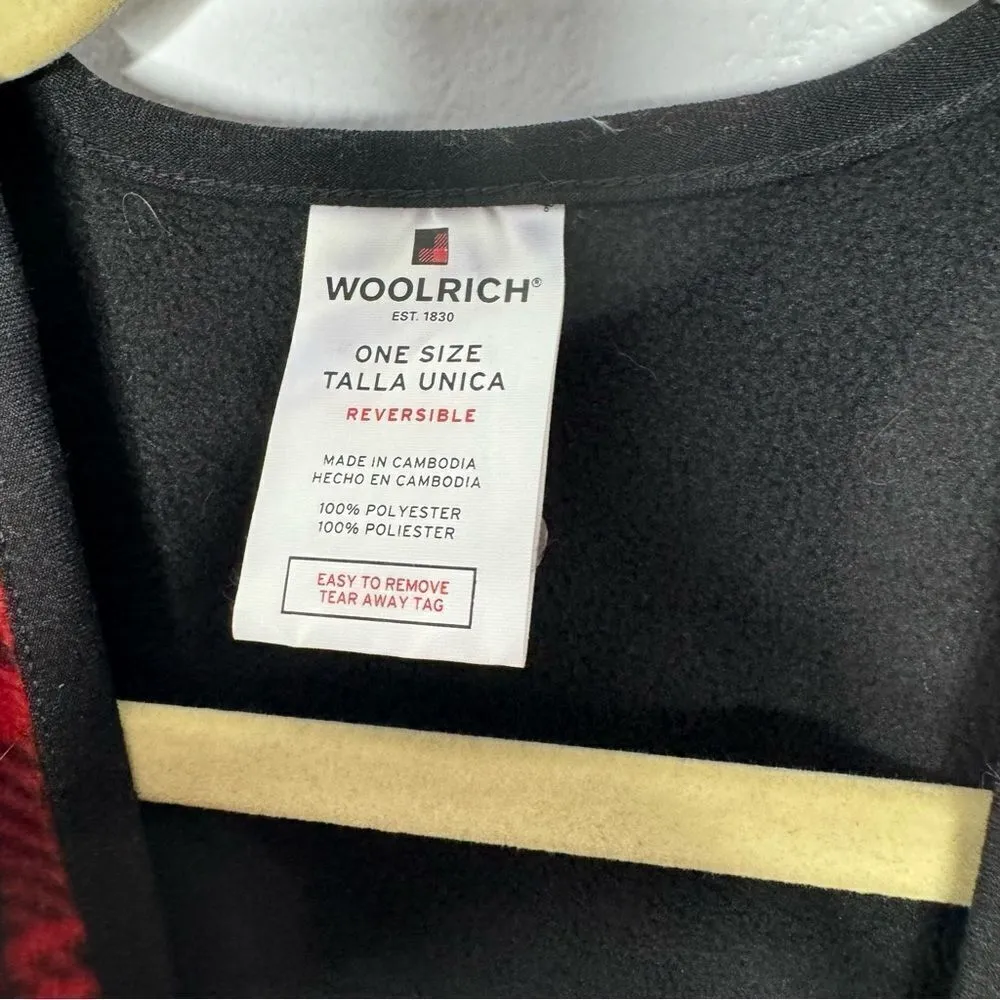 WOOLRICH®
EST. 1830
ONE SIZE
TALLA UNICA
REVERSIBLE
MADE IN CAMBODIA
HECHO EN CAMBODIA
100% POLYESTER
100% POLIESTER
EASY TO REMOVE
TEAR AWAY TAG